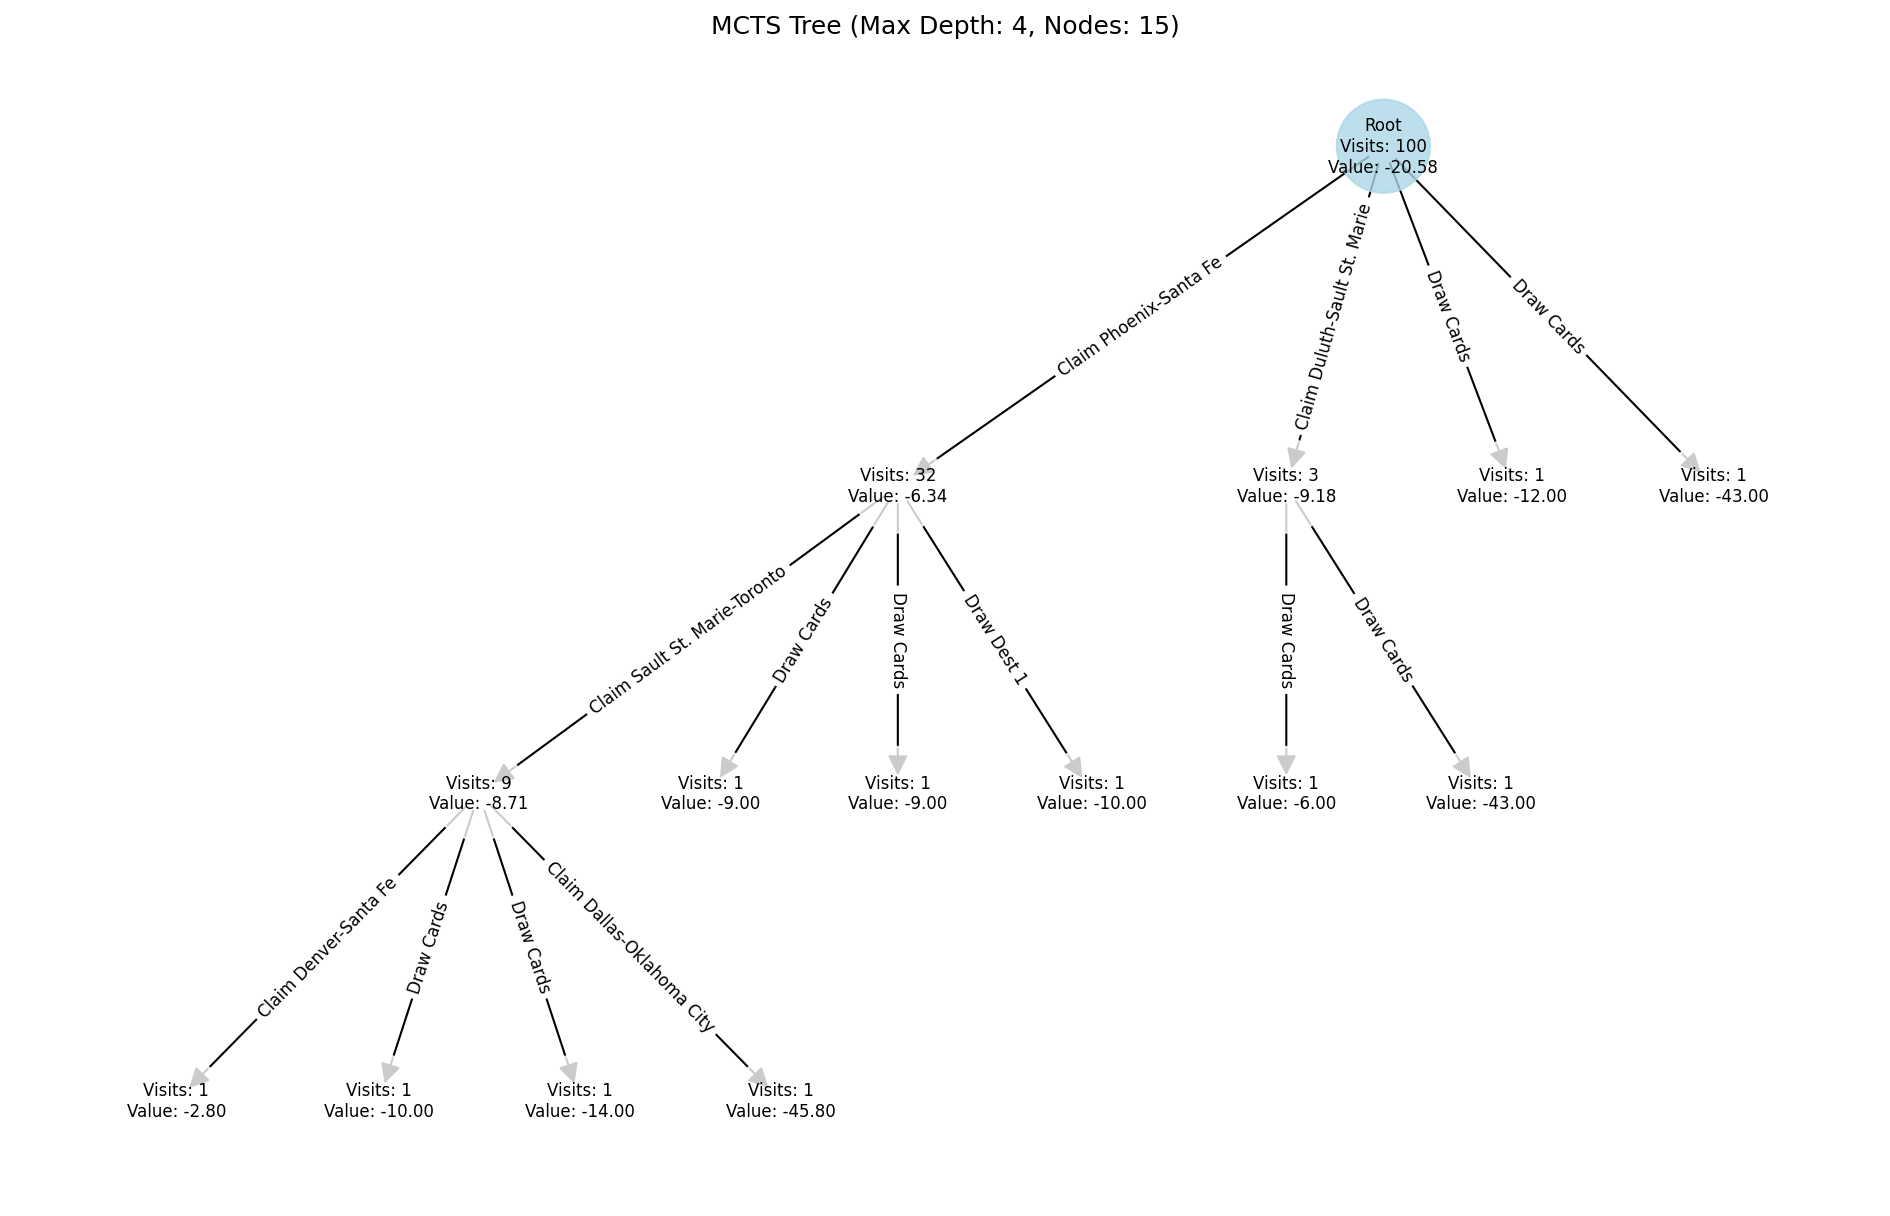 MCTS Tree (Max Depth: 4, Nodes: 15)
Root
Visits: 100
Value: -20.58
Claim Phoenix-Santa Fe
Claim Duluth-Sault St. Marie
Draw Cards
Draw Cards
Visits: 32
Value: -6.34
Visits: 3
Value: -9.18
Visits: 1
Value: -12.00
Visits: 1
Value: -43.00
Claim Sault St. Marie-Toronto
Draw Cards
Draw Cards
Draw Dest 1
Draw Cards
Draw Cards
Visits: 9
Value: -8.71
Visits: 1
Value: -9.00
Visits: 1
Value: -9.00
Visits: 1
Value: -10.00
Visits: 1
Value: -6.00
Visits: 1
Value: -43.00
Claim Denver-Santa Fe
Draw Cards
Draw Cards
Claim Dallas-Oklahoma City
Visits: 1
Value: -2.80
Visits: 1
Value: -10.00
Visits: 1
Value: -14.00
Visits: 1
Value: -45.80